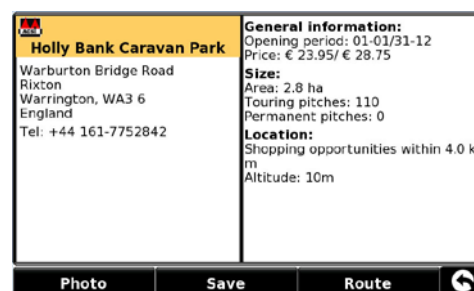 ACSI
Holly Bank Caravan Park
Warburton Bridge Road
Rixton
Warrington, WA3 6
England
Tel: +44 161-7752842
General information:
Opening period: 01-01/31-12
Price: € 23.95/ € 28.75
Size:
Area: 2.8 ha
Touring pitches: 110
Permanent pitches: 0
Location:
Shopping opportunities within 4.0 k
m
Altitude: 10m
Photo
Save
Route